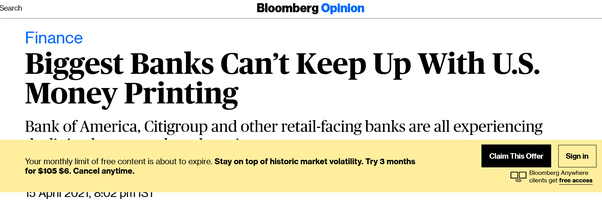 Search
Bloomberg Opinion
Finance
Biggest Banks Can't Keep Up With U.S.
Money Printing
Bank of America, Citigroup and other retail-facing banks are all experiencing
Your monthly limit of free content is about to expire. Stay on top of historic market volatility. Try 3 months
for $105 $6. Cancel anytime.
Claim This Offer
Sign in
Bloomberg Anywhere
clients get free access
15 April 2021, 8:02 pm IST